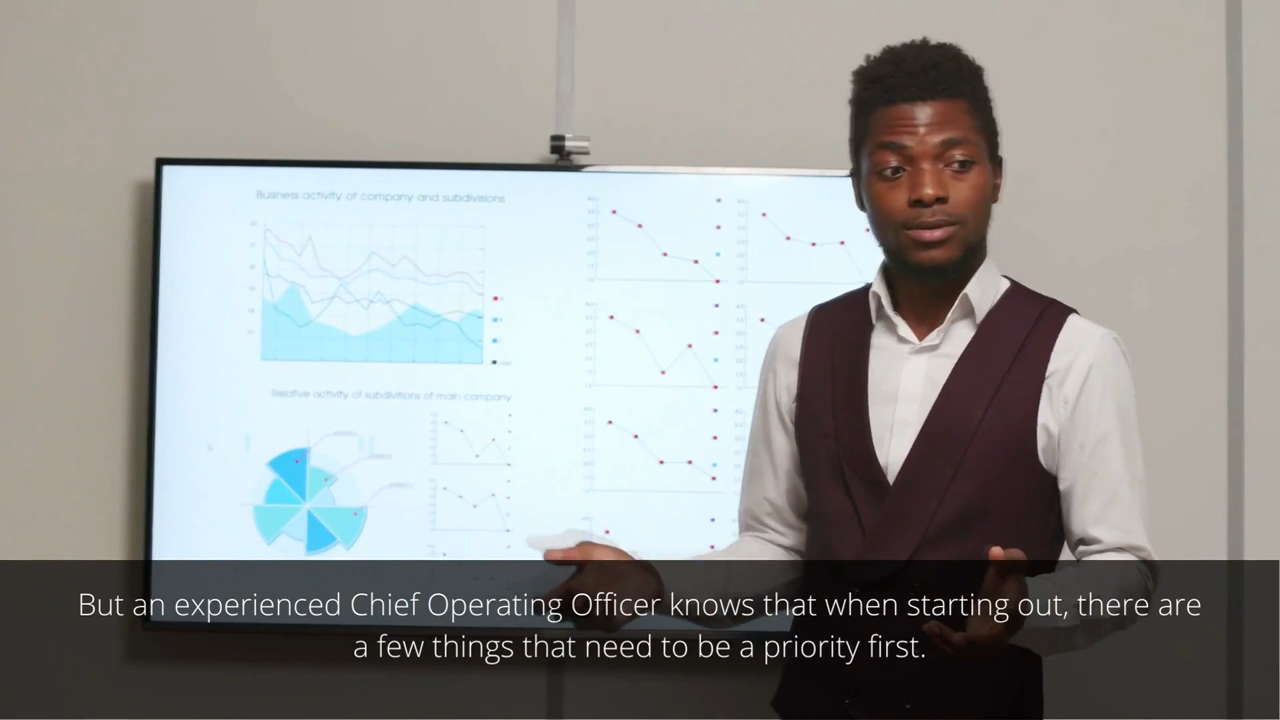 Business activity of company and subdivisions
Relative activity of subdivitions of main company
But an experienced Chief Operating Officer knows that when starting out, there are
a few things that need to be a priority first.